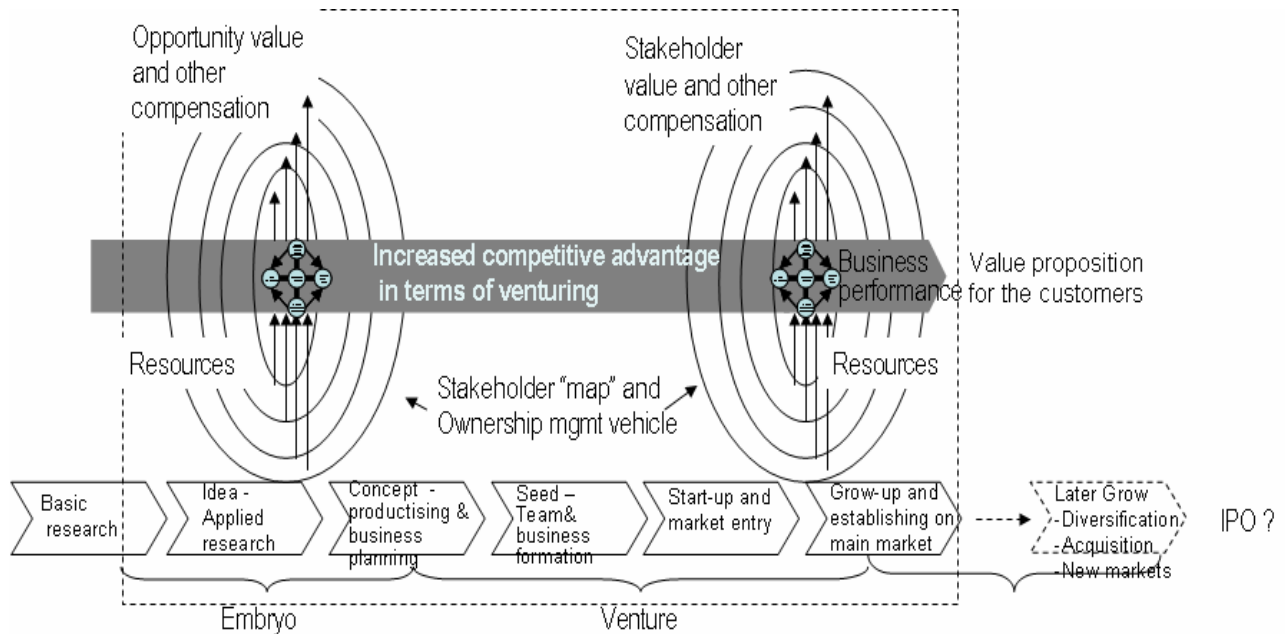 Opportunity value
and other
compensation
Stakeholder
value and other
compensation
Increased competitive advantage
in terms of venturing
Business
performance
Value proposition
for the customers
Resources
Resources
Stakeholder “map” and
Ownership mgmt vehicle
Basic
research
Idea -
Applied
research
Concept -
productising &
business
planning
Seed –
Team&
business
formation
Start-up and
market entry
Grow-up and
establishing on
main market
Later Grow
-Diversification
-Acquisition
-New markets
IPO ?
Embryo
Venture